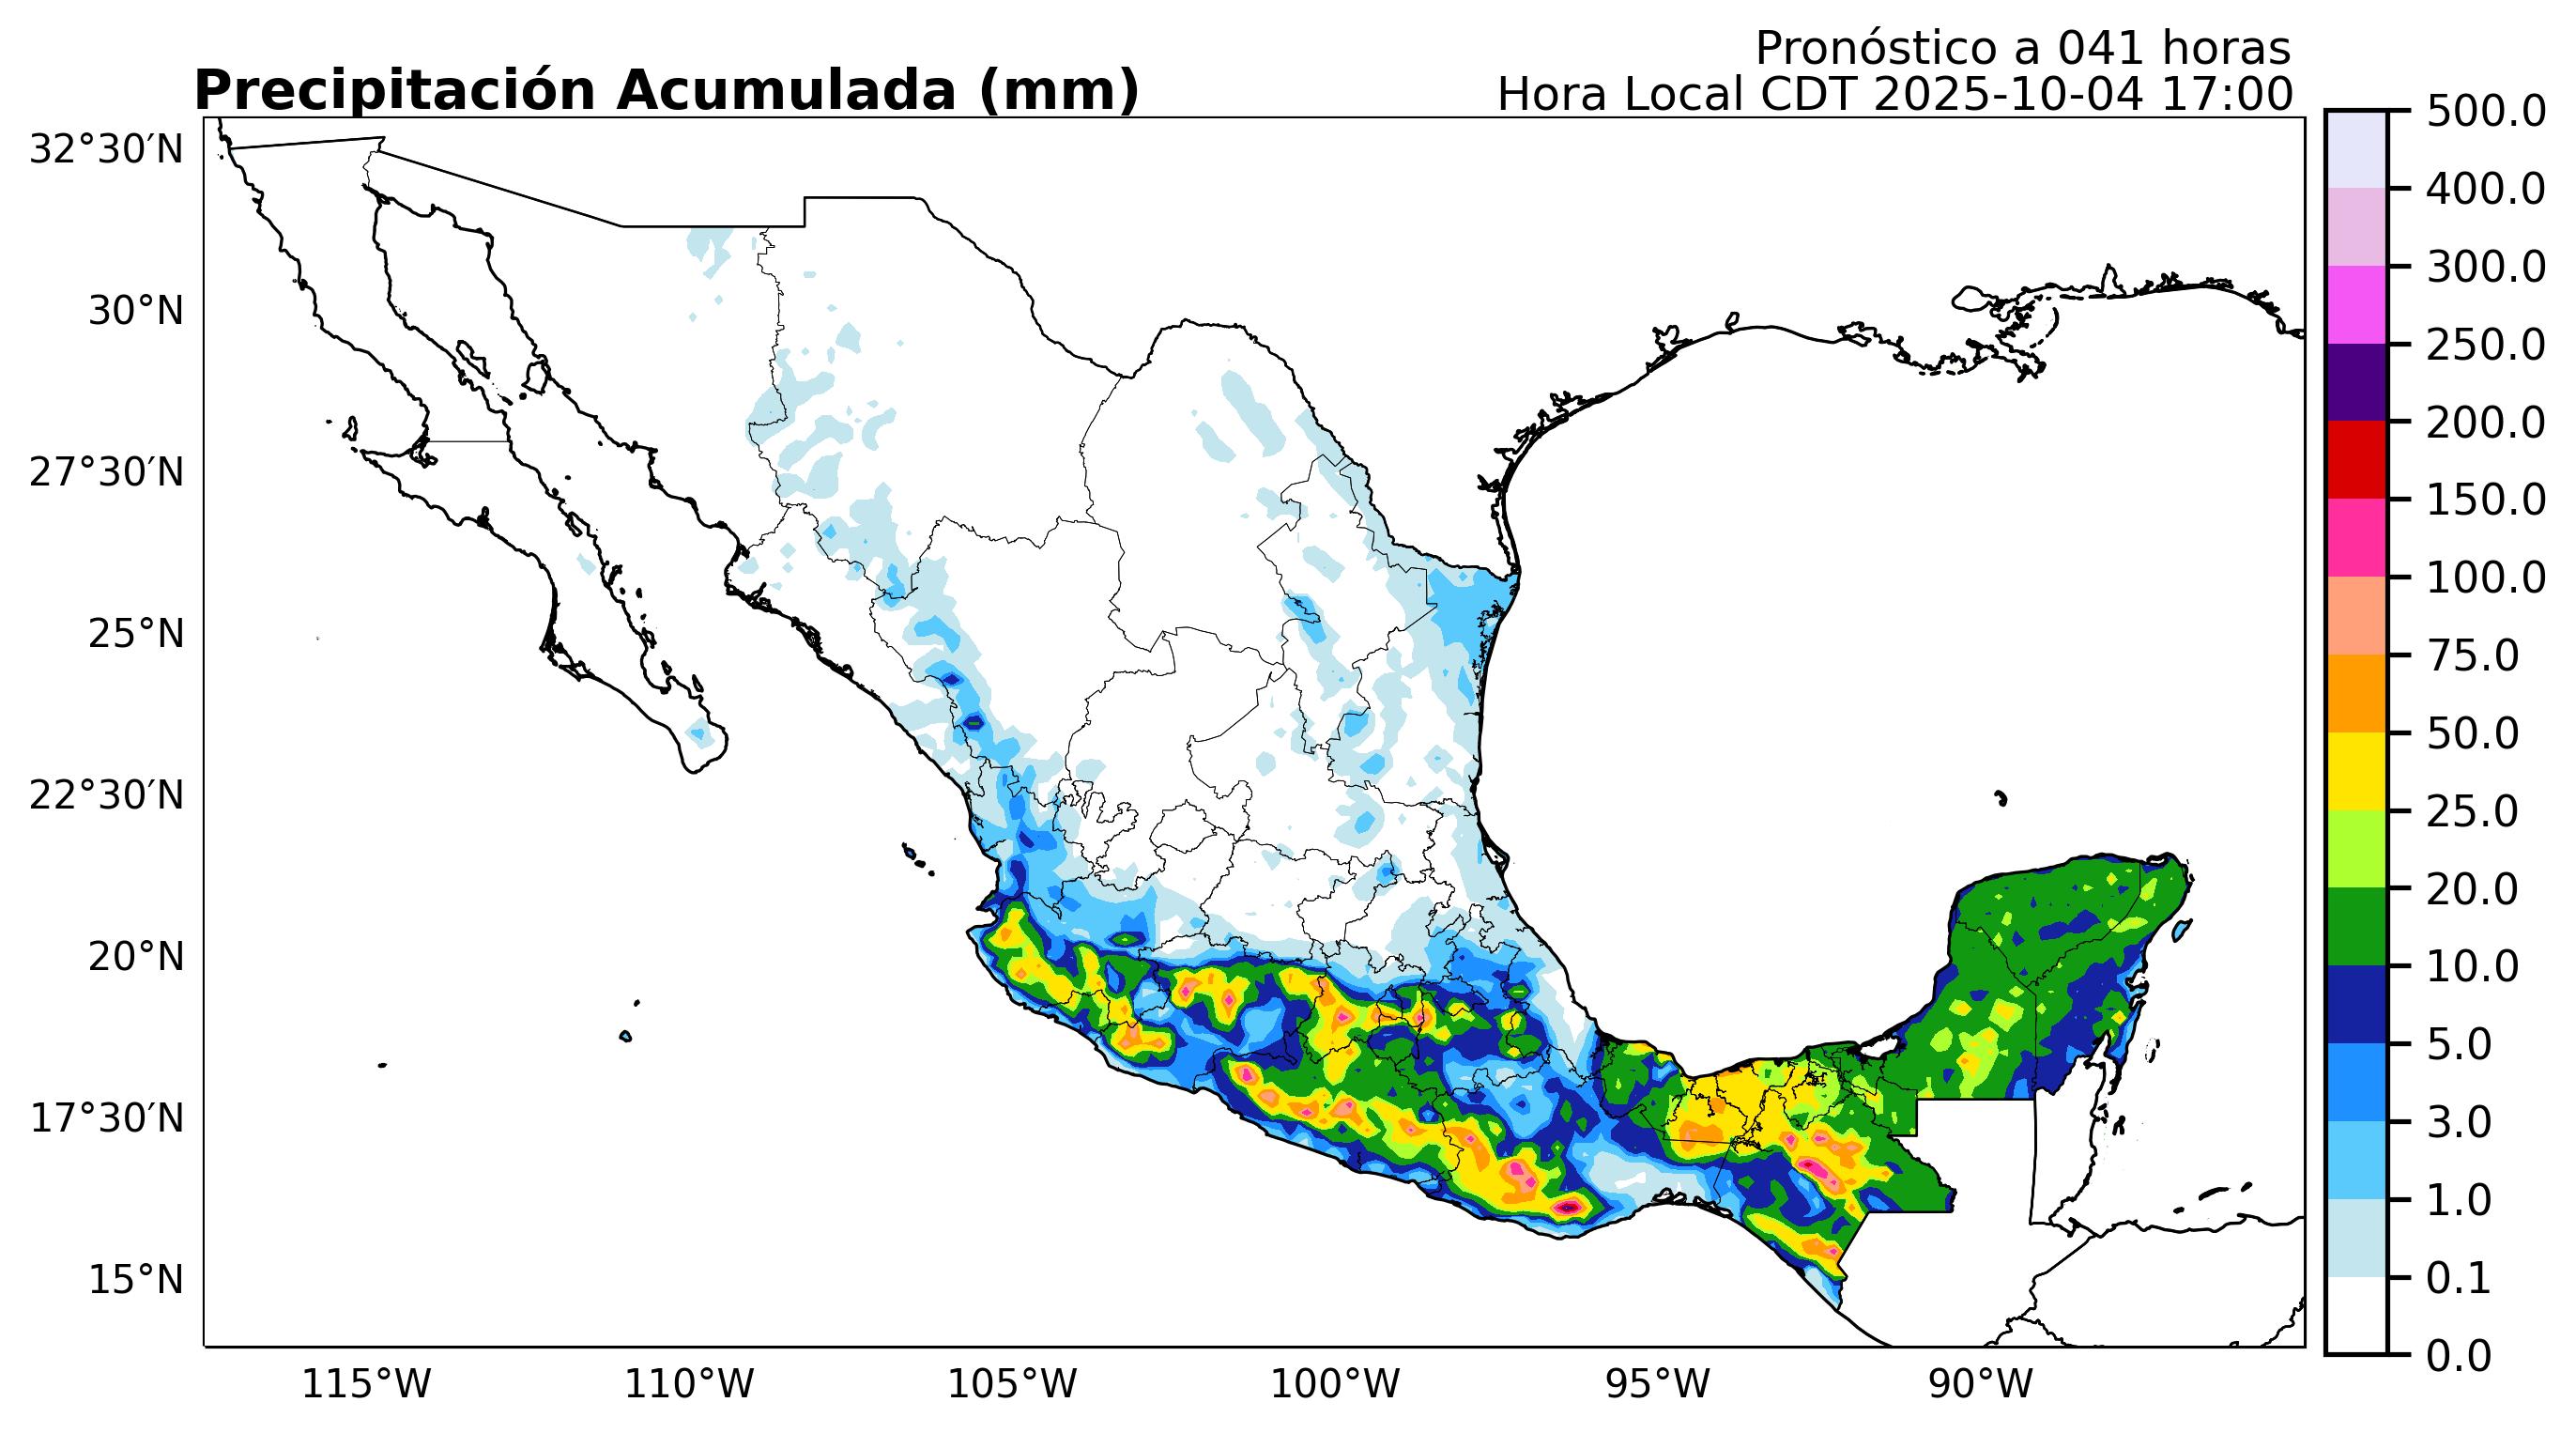 Pronóstico a 041 horas
Precipitación Acumulada (mm)
Hora Local CDT 2025-10-04 17:00
32°30′N
30°N
27°30′N
25°N
22°30′N
20°N
17°30′N
15°N
115°W
110°W
105°W
100°W
95°W
90°W
500.0
400.0
300.0
250.0
200.0
150.0
100.0
75.0
50.0
25.0
20.0
10.0
5.0
3.0
1.0
0.1
0.0